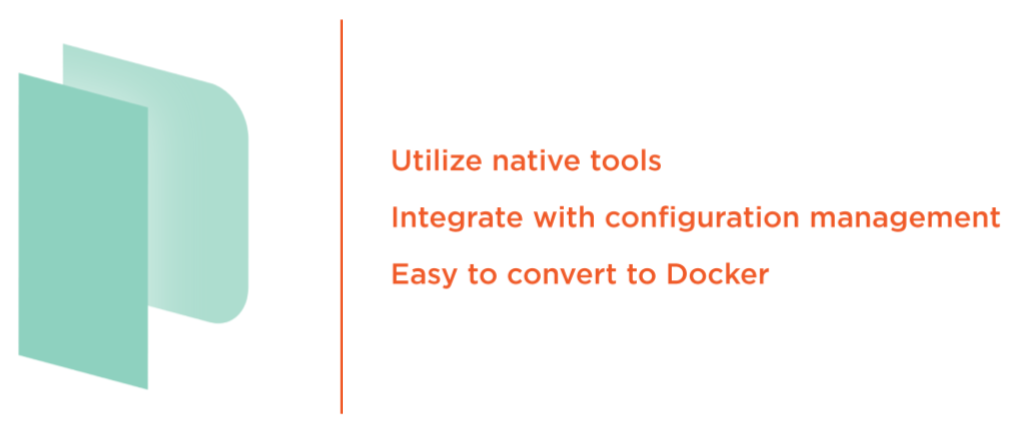 Utilize native tools
Integrate with configuration management
Easy to convert to Docker